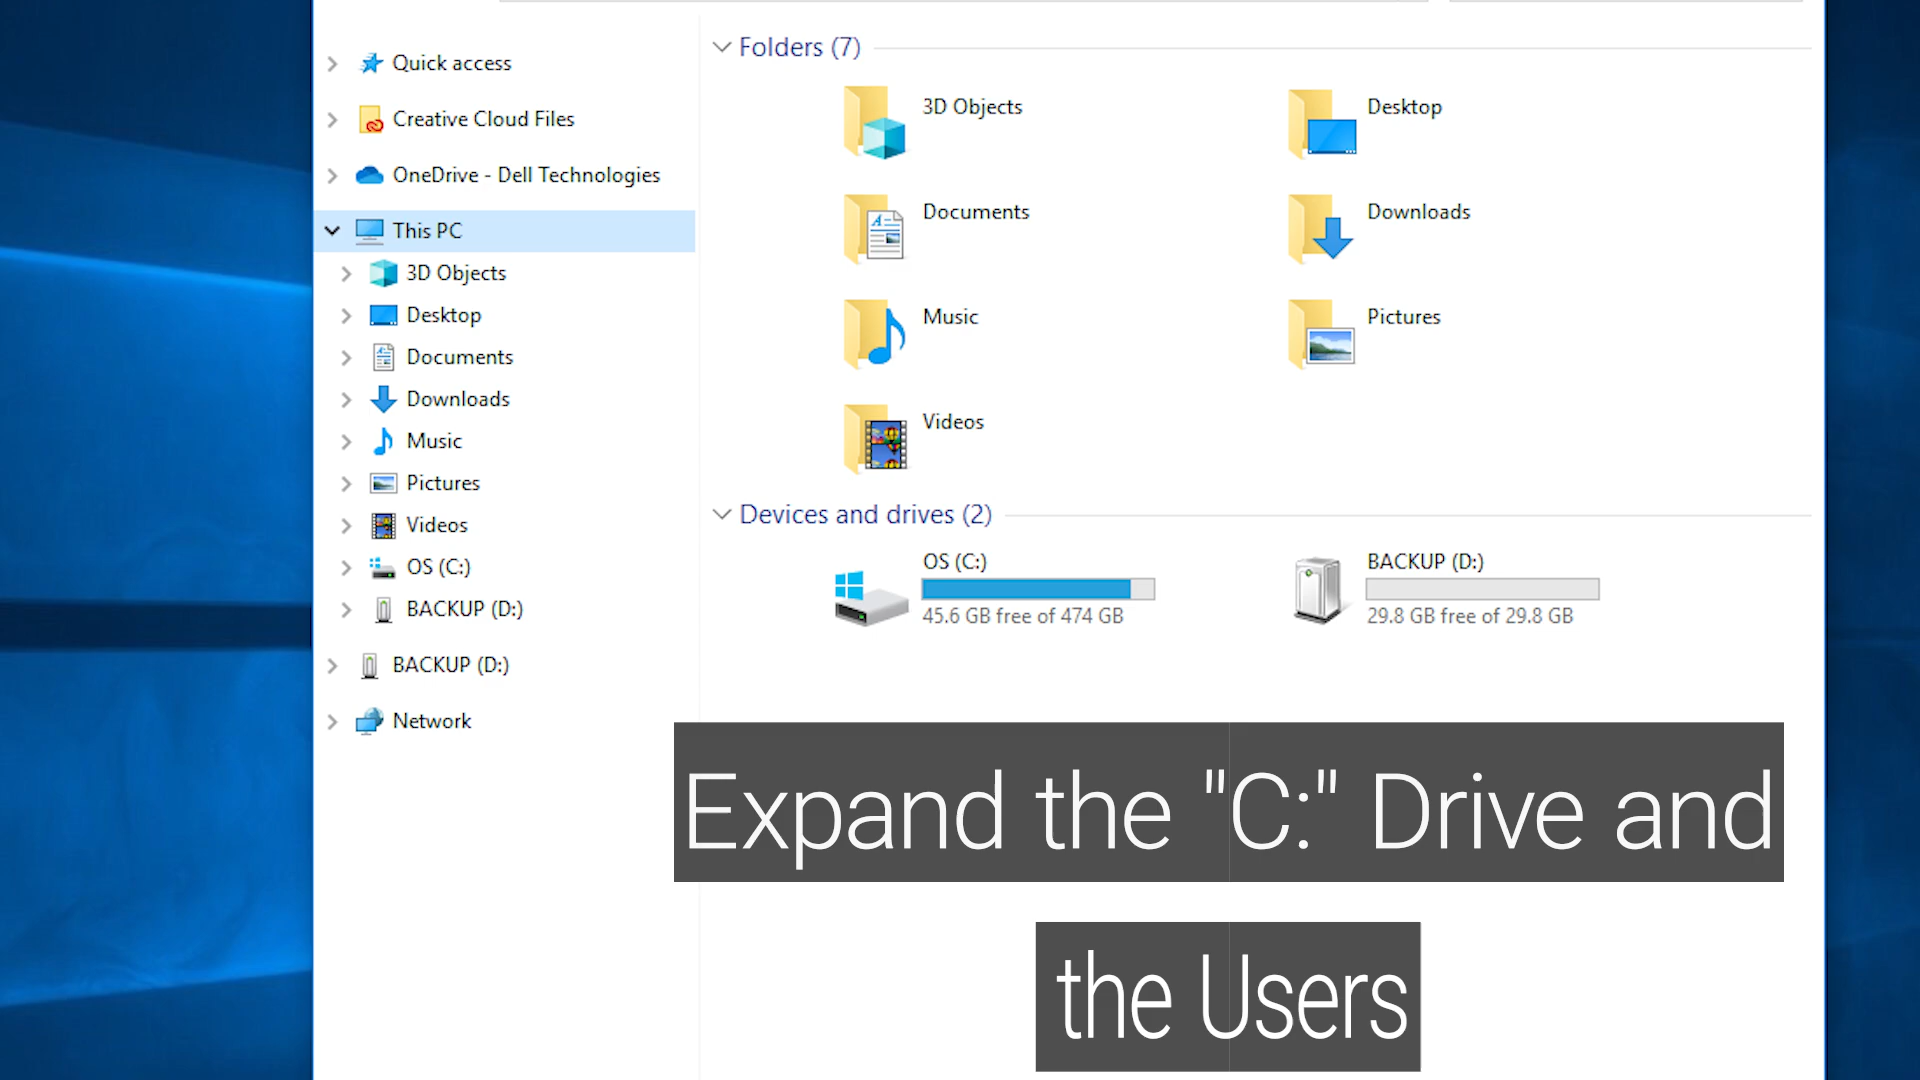 Quick access
Creative Cloud Files
OneDrive - Dell Technologies
This PC
3D Objects
Desktop
Documents
Downloads
Music
Pictures
Videos
OS (C:)
BACKUP (D:)
BACKUP (D:)
Network
Folders (7)
3D Objects
Desktop
Documents
Downloads
Music
Pictures
Videos
Devices and drives (2)
OS (C:)
45.6 GB free of 474 GB
BACKUP (D:)
29.8 GB free of 29.8 GB
Expand the "C:" Drive and
the Users